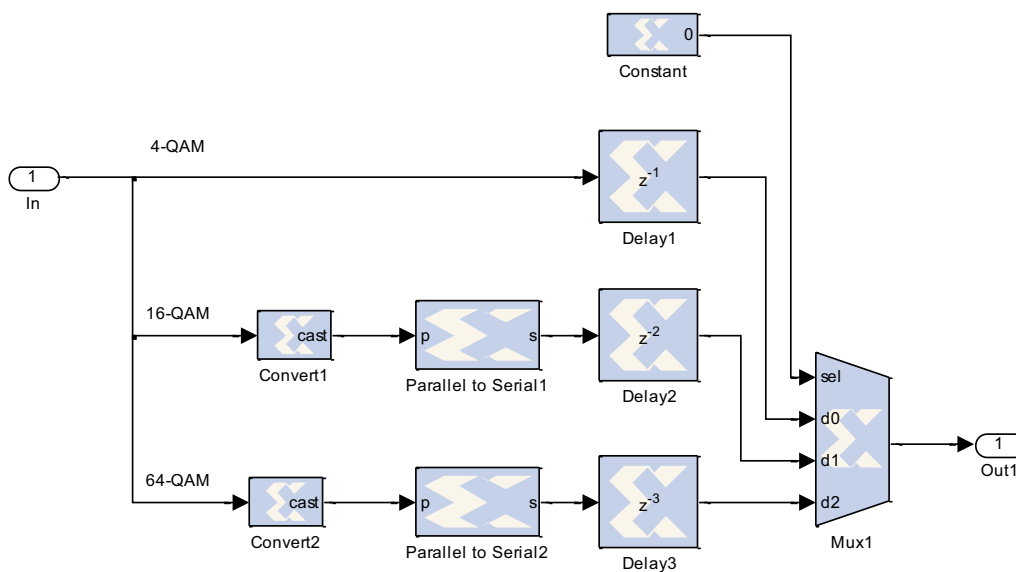 0
Constant
4-QAM
1
In
z-1
Delay1
16-QAM
cast
Convert1
p s
Parallel to Serial1
z-2
Delay2
64-QAM
cast
Convert2
p s
Parallel to Serial2
z-3
Delay3
sel
d0
d1
d2
Mux1
1
Out1